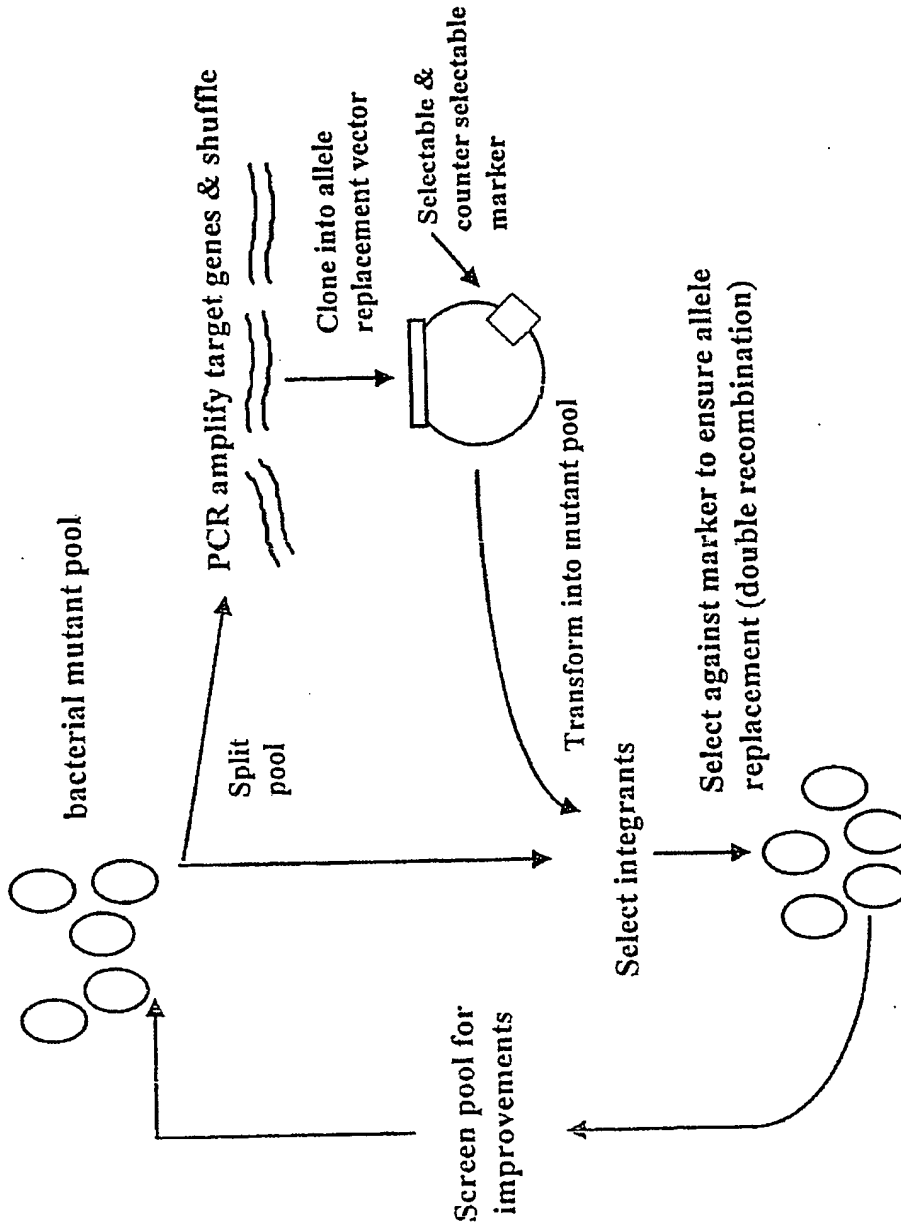 bacterial mutant pool
Split
pool
PCR amplify target genes & shuffle
Clone into allele
replacement vector
Selectable &
counter selectable
marker
Transform into mutant pool
Select integrants
Select against marker to ensure allele
replacement (double recombination)
Screen pool for
improvements